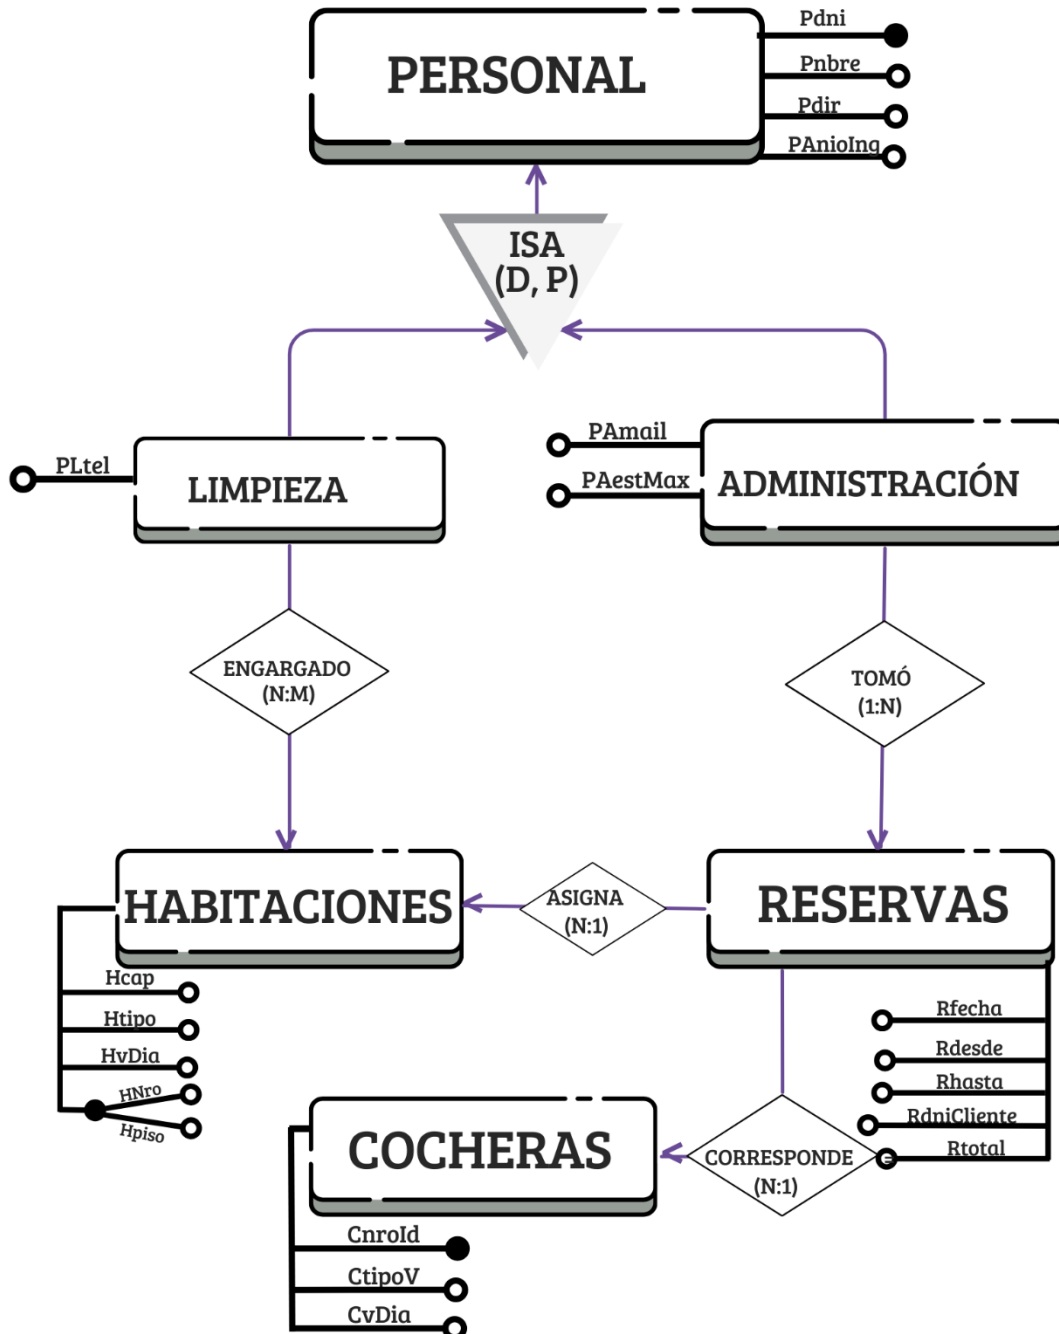 PERSONAL
Pdni
Pnbre
Pdir
PAnioIng
ISA
(D, P)
PLtel
LIMPIEZA
PAmail
PAestMax
ADMINISTRACIÓN
ENGARGADO
(N:M)
TOMÓ
(1:N)
HABITACIONES
ASIGNA
(N:1)
RESERVAS
Hcap
Htipo
HvDia
HNro
Hpiso
Rfecha
Rdesde
Rhasta
RdniCliente
Rtotal
COCHERAS
CORRESPONDE
(N:1)
CnroId
CtipoV
CvDia